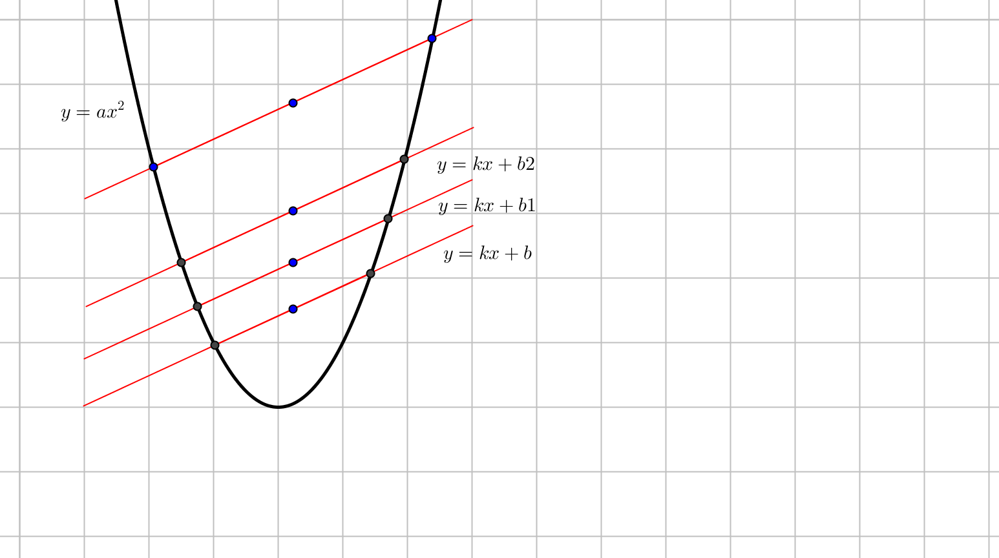 y = ax²
y = kx + b2
y = kx + b1
y = kx + b